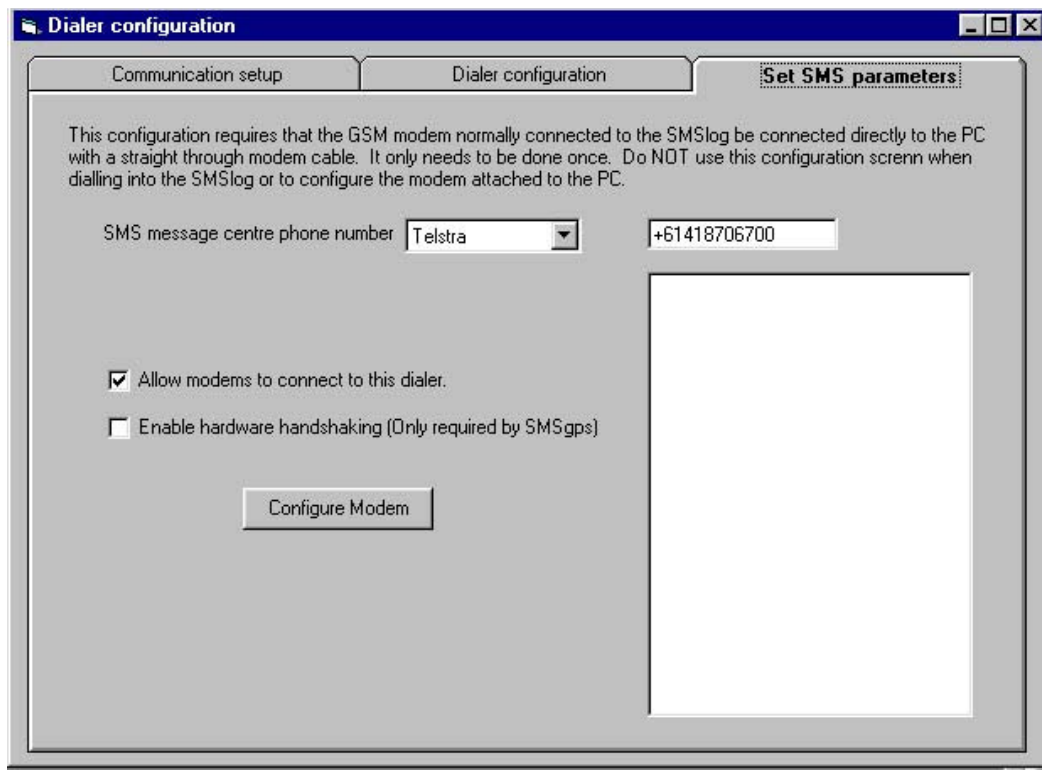 Dialer configuration
Communication setup
Dialer configuration
Set SMS parameters
This configuration requires that the GSM modem normally connected to the SMSlog be connected directly to the PC
with a straight through modem cable. It only needs to be done once. Do NOT use this configuration screnn when
dialling into the SMSlog or to configure the modem attached to the PC.
SMS message centre phone number
Telstra
+61418706700
Allow modems to connect to this dialer.
Enable hardware handshaking (Only required by SMSgps)
Configure Modem